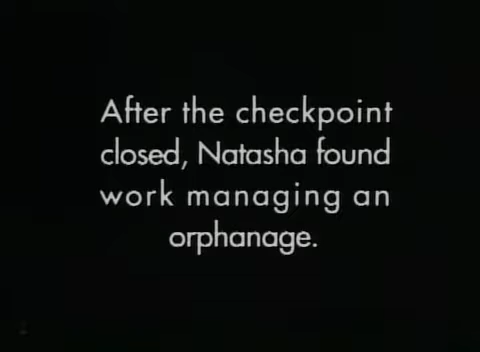 After the checkpoint
closed, Natasha found
work managing an
orphanage.